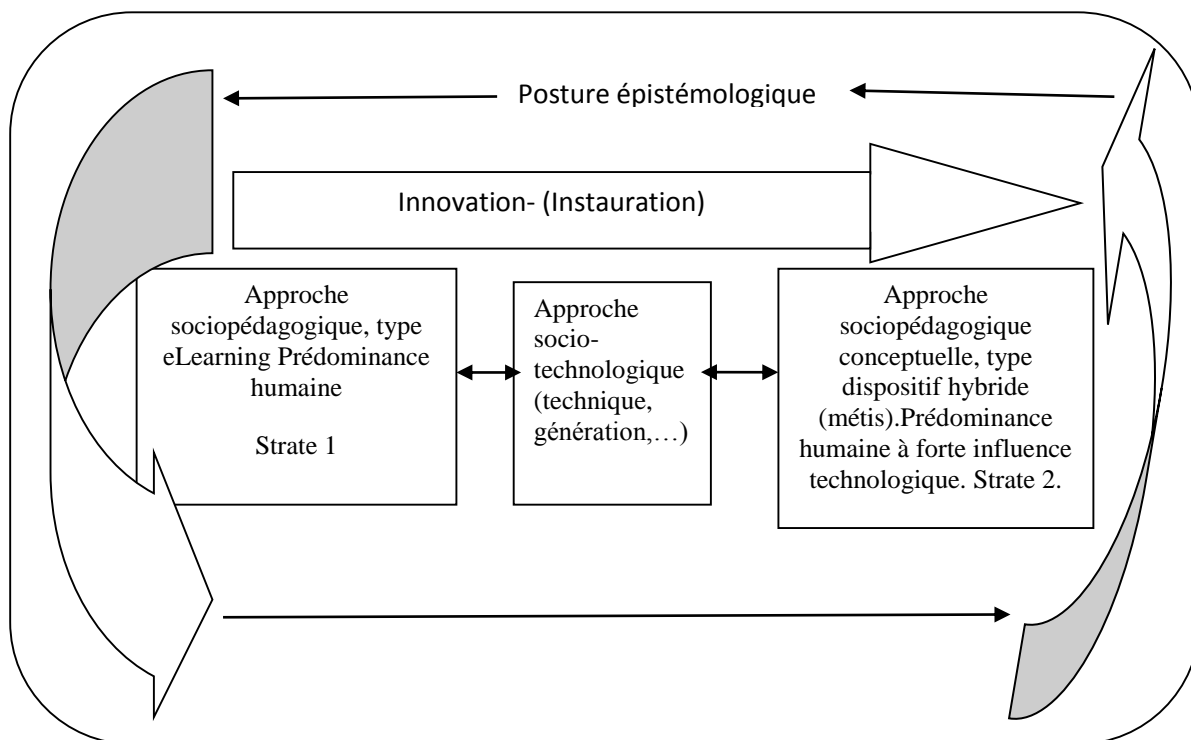 Posture épistémologique
Innovation- (Instauration)
Approche
sociopédagogique, type
eLearning Prédominance
humaine
Strate 1
Approche
socio-
technologique
(technique,
génération,…)
Approche
sociopédagogique
conceptuelle, type
dispositif hybride
(métis).Prédominance
humaine à forte influence
technologique. Strate 2.